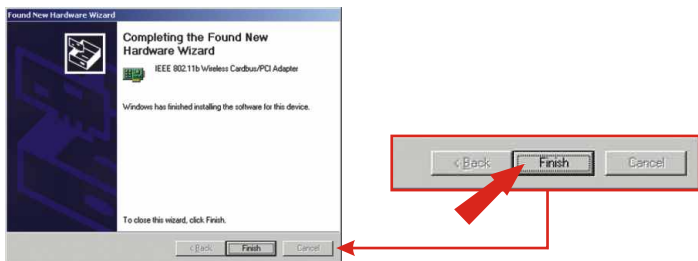 Found New Hardware Wizard
Completing the Found New
Hardware Wizard
IEEE 802.11b Wireless Cardbus/PCI Adapter
Windows has finished installing the software for this device.
To close this wizard, click Finish.
< Back Finish Cancel
< Back Finish Cancel